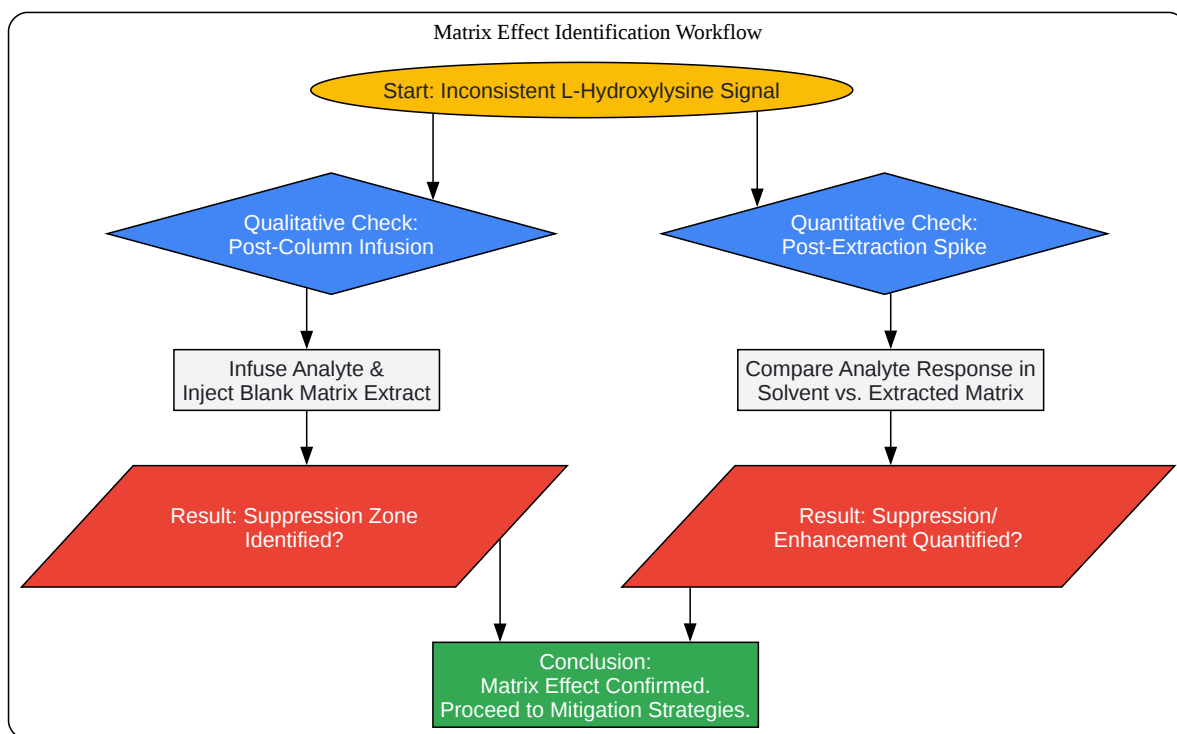 Matrix Effect Identification Workflow
Start: Inconsistent L-Hydroxylysine Signal
Qualitative Check:
Post-Column Infusion
Quantitative Check:
Post-Extraction Spike
Infuse Analyte &
Inject Blank Matrix Extract
Compare Analyte Response in
Solvent vs. Extracted Matrix
Result: Suppression Zone
Identified?
Result: Suppression/
Enhancement Quantified?
Conclusion:
Matrix Effect Confirmed.
Proceed to Mitigation Strategies.